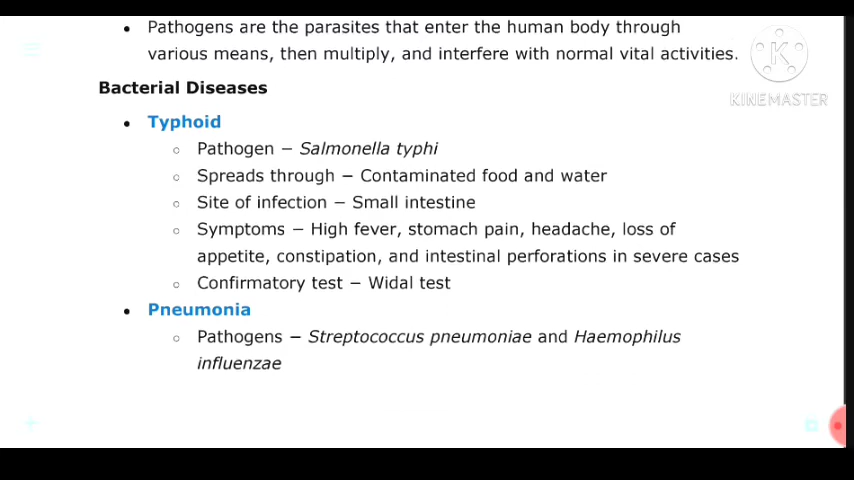 • Pathogens are the parasites that enter the human body through
various means, then multiply, and interfere with normal vital activities.
KINEMASTER
Bacterial Diseases
• Typhoid
○ Pathogen − Salmonella typhi
○ Spreads through − Contaminated food and water
○ Site of infection − Small intestine
○ Symptoms − High fever, stomach pain, headache, loss of
appetite, constipation, and intestinal perforations in severe cases
○ Confirmatory test − Widal test
• Pneumonia
○ Pathogens − Streptococcus pneumoniae and Haemophilus
influenzae